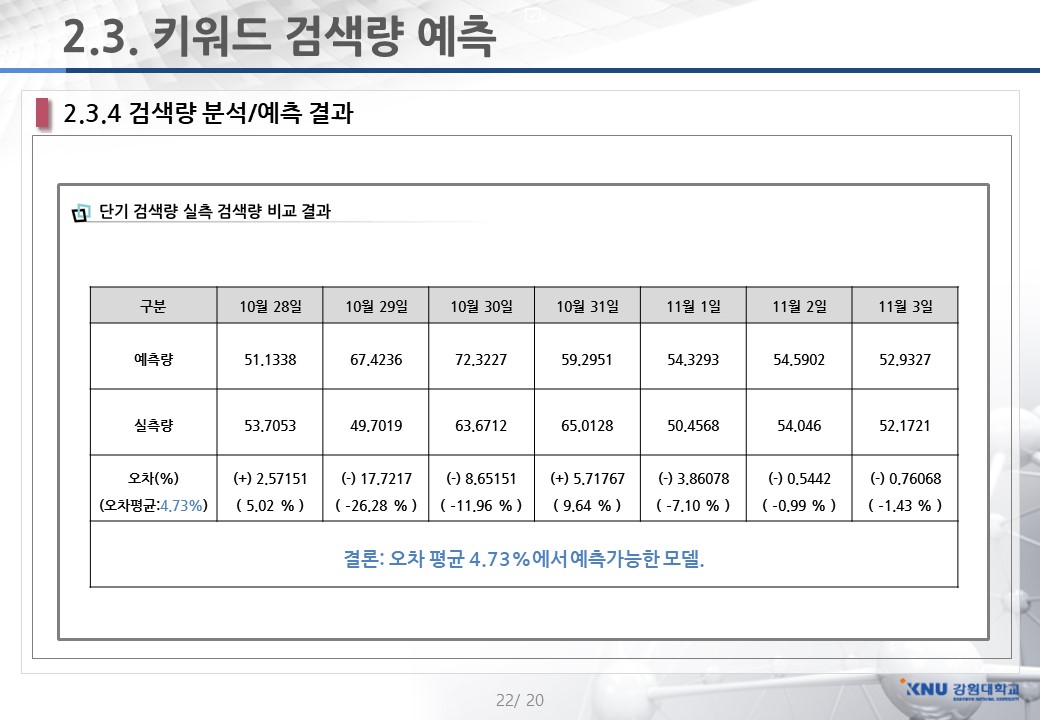 2.3. 키워드 검색량 예측
2.3.4 검색량 분석/예측 결과
단기 검색량 실측 검색량 비교 결과
구분 10월 28일 10월 29일 10월 30일 10월 31일 11월 1일 11월 2일 11월 3일
예측량 51.1338 67.4236 72.3227 59.2951 54.3293 54.5902 52.9327
실측량 53.7053 49.7019 63.6712 65.0128 50.4568 54.046 52.1721
오차(%) (+) 2.57151 (-) 17.7217 (-) 8.65151 (+) 5.71767 (-) 3.86078 (-) 0.5442 (-) 0.76068
(오차평균:4.73%) ( 5.02 % ) ( -26.28 % ) ( -11.96 % ) ( 9.64 % ) ( -7.10 % ) ( -0.99 % ) ( -1.43 % )
결론: 오차 평균 4.73%에서 예측가능한 모델.
KNU 강원대학교
22/ 20